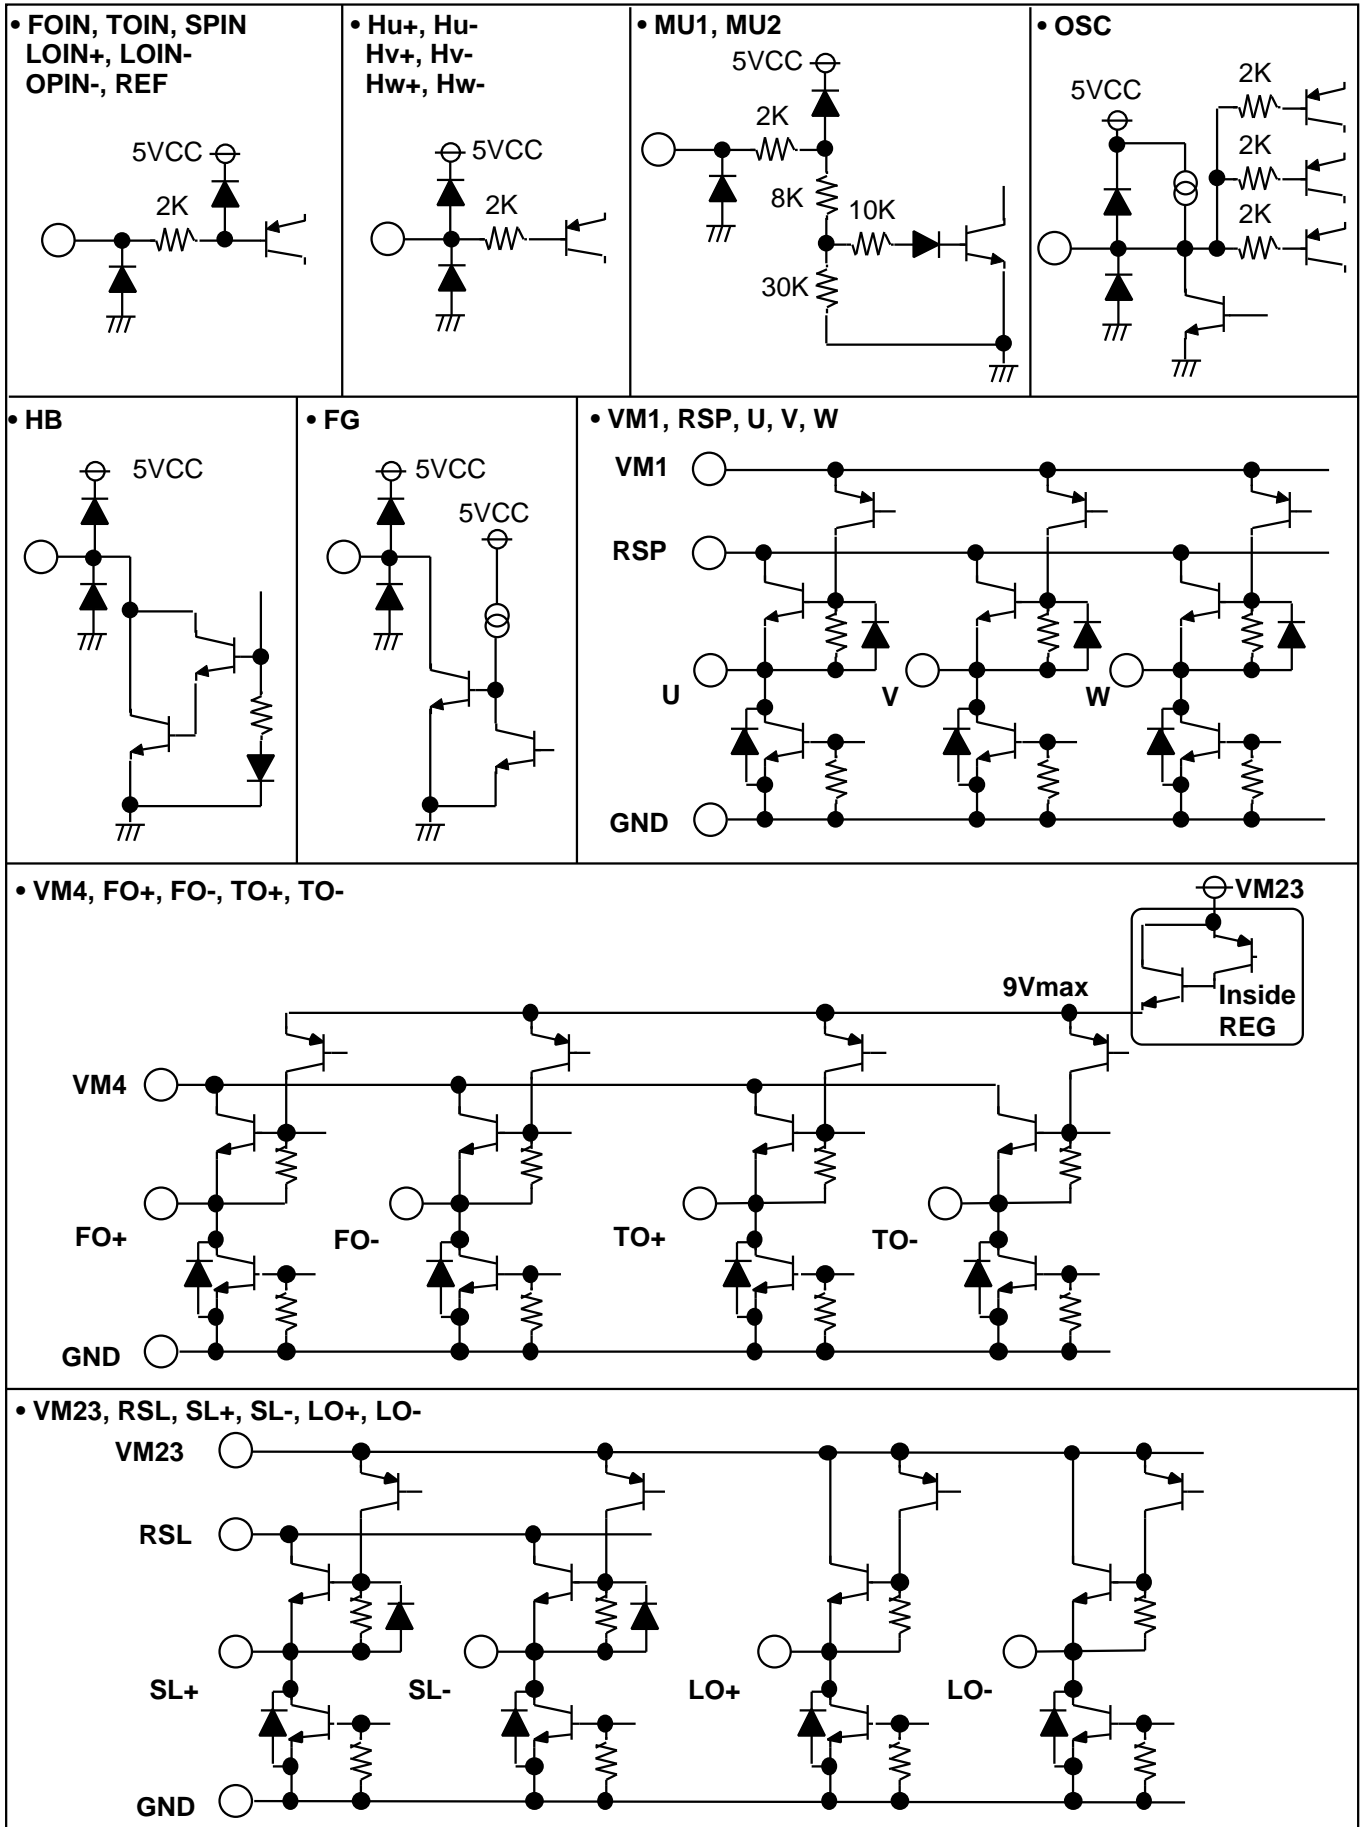 • FOIN, TOIN, SPIN
LOIN+, LOIN-
OPIN-, REF
5VCC
2K
• Hu+, Hu-
Hv+, Hv-
Hw+, Hw-
5VCC
2K
• MU1, MU2
5VCC
2K
8K
10K
30K
• OSC
5VCC
2K
2K
2K
• HB
5VCC
• FG
5VCC
5VCC
• VM1, RSP, U, V, W
VM1
RSP
U
V
W
GND
• VM4, FO+, FO-, TO+, TO-
VM23
9Vmax
Inside
REG
VM4
FO+
FO-
TO+
TO-
GND
• VM23, RSL, SL+, SL-, LO+, LO-
VM23
RSL
SL+
SL-
LO+
LO-
GND